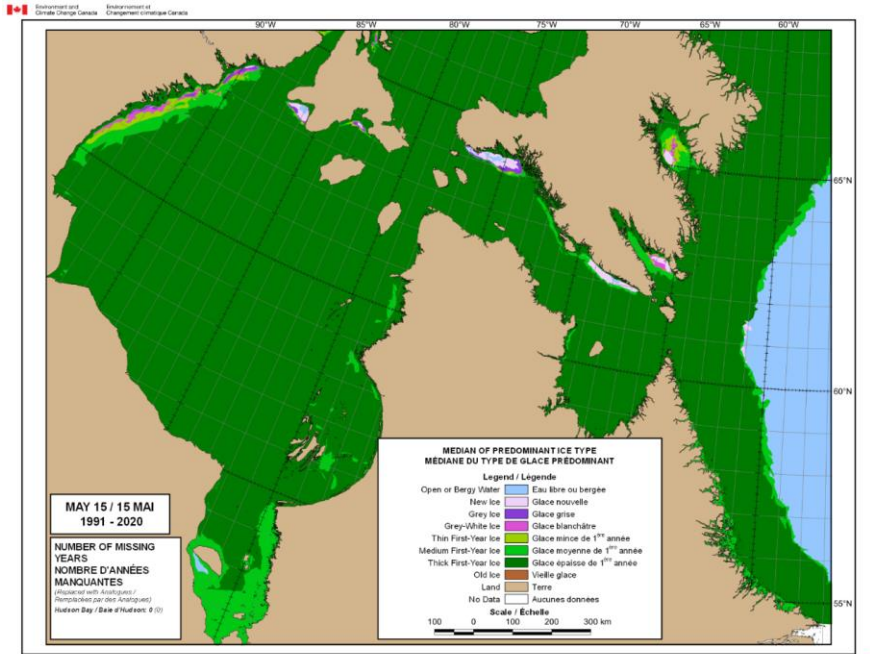 Environment and Environnement et
Climate Change Canada Changement climatique Canada
90°W 85°W 80°W 75°W 70°W 65°W 60°W
65°N
60°N
55°N
MAY 15 / 15 MAI
1991 - 2020
NUMBER OF MISSING
YEARS
NOMBRE D'ANNÉES
MANQUANTES
(Replaced with Analogues /
Remplacées par des Analogues)
Hudson Bay / Baie d'Hudson: 0 (0)
MEDIAN OF PREDOMINANT ICE TYPE
MÉDIANE DU TYPE DE GLACE PRÉDOMINANT
Legend / Légende
Open or Bergy Water Eau libre ou bergée
New Ice Glace nouvelle
Grey Ice Glace grise
Grey-White Ice Glace blanchâtre
Thin First-Year Ice Glace mince de 1ère année
Medium First-Year Ice Glace moyenne de 1ère année
Thick First-Year Ice Glace épaisse de 1ère année
Old Ice Vieille glace
Land Terre
No Data Aucunes données
Scale / Échelle
100 0 100 200 300 km